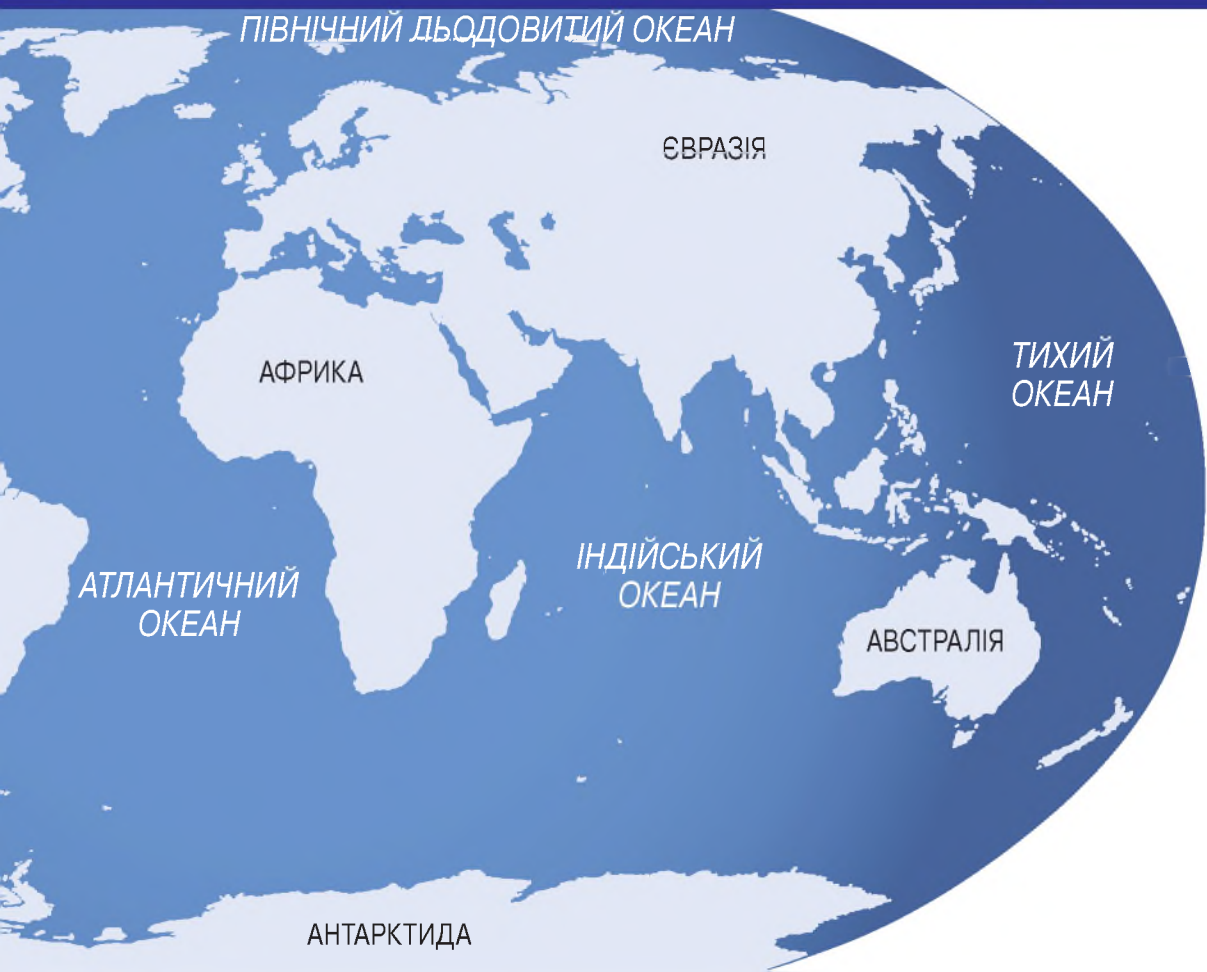 ПІВНІЧНИЙ ЛЬОДОВИТИЙ ОКЕАН
ЄВРАЗІЯ
АФРИКА
ТИХИЙ
ОКЕАН
ІНДІЙСЬКИЙ
ОКЕАН
АТЛАНТИЧНИЙ
ОКЕАН
АВСТРАЛІЯ
АНТАРКТИДА